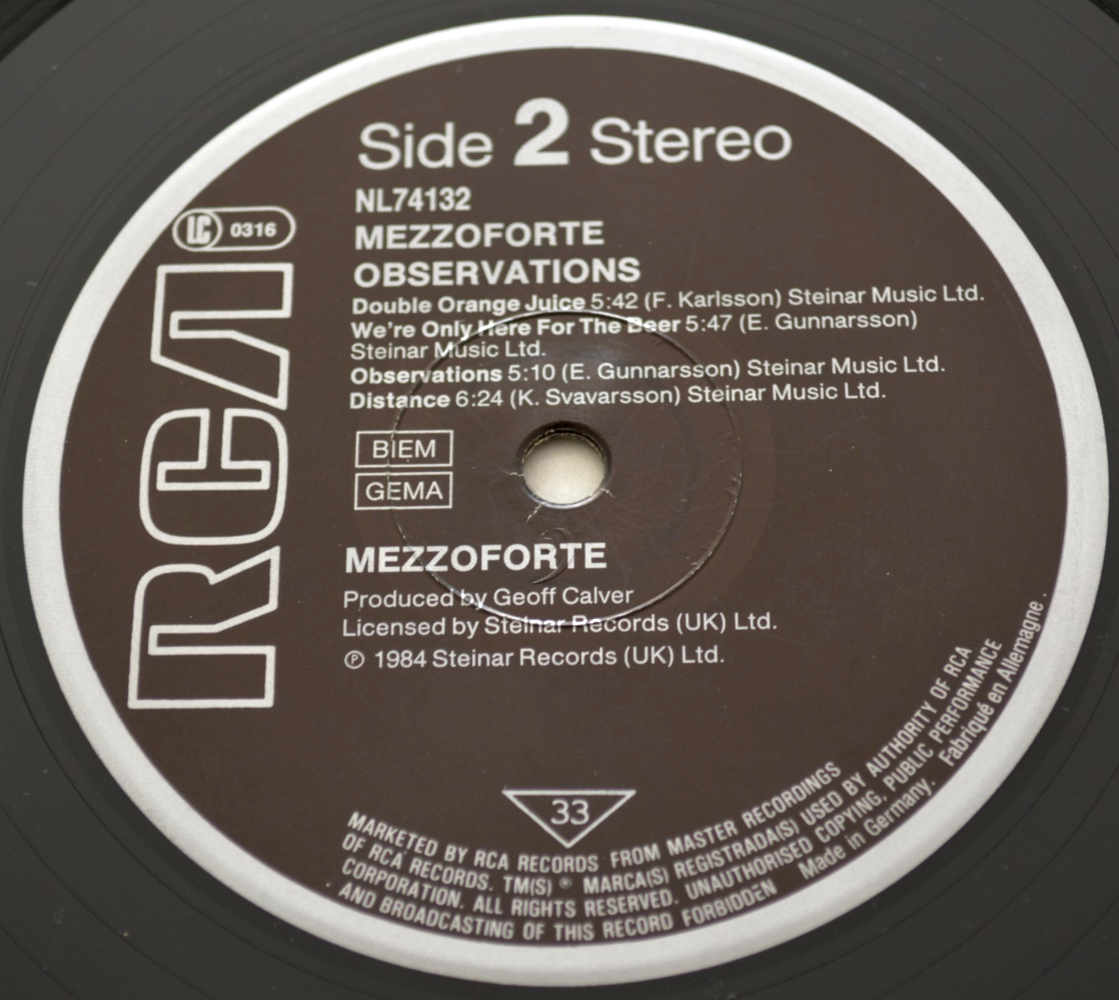 Side 2 Stereo
NL74132
LC 0316
MEZZOFORTE
OBSERVATIONS
Double Orange Juice 5:42 (F. Karlsson) Steinar Music Ltd.
We're Only Here For The Beer 5:47 (E. Gunnarsson)
Steinar Music Ltd.
Observations 5:10 (E. Gunnarsson) Steinar Music Ltd.
Distance 6:24 (K. Svavarsson) Steinar Music Ltd.
RCA
BIEM
GEMA
MEZZOFORTE
Produced by Geoff Calver
Licensed by Steinar Records (UK) Ltd.
℗ 1984 Steinar Records (UK) Ltd.
33
MARKETED BY RCA RECORDS FROM MASTER RECORDINGS
OF RCA RECORDS. TM(S) ® MARCA(S) REGISTRADA(S) USED BY AUTHORITY OF RCA
CORPORATION. ALL RIGHTS RESERVED. UNAUTHORISED COPYING, PUBLIC PERFORMANCE
AND BROADCASTING OF THIS RECORD FORBIDDEN Made in Germany. Fabriqué en Allemagne.